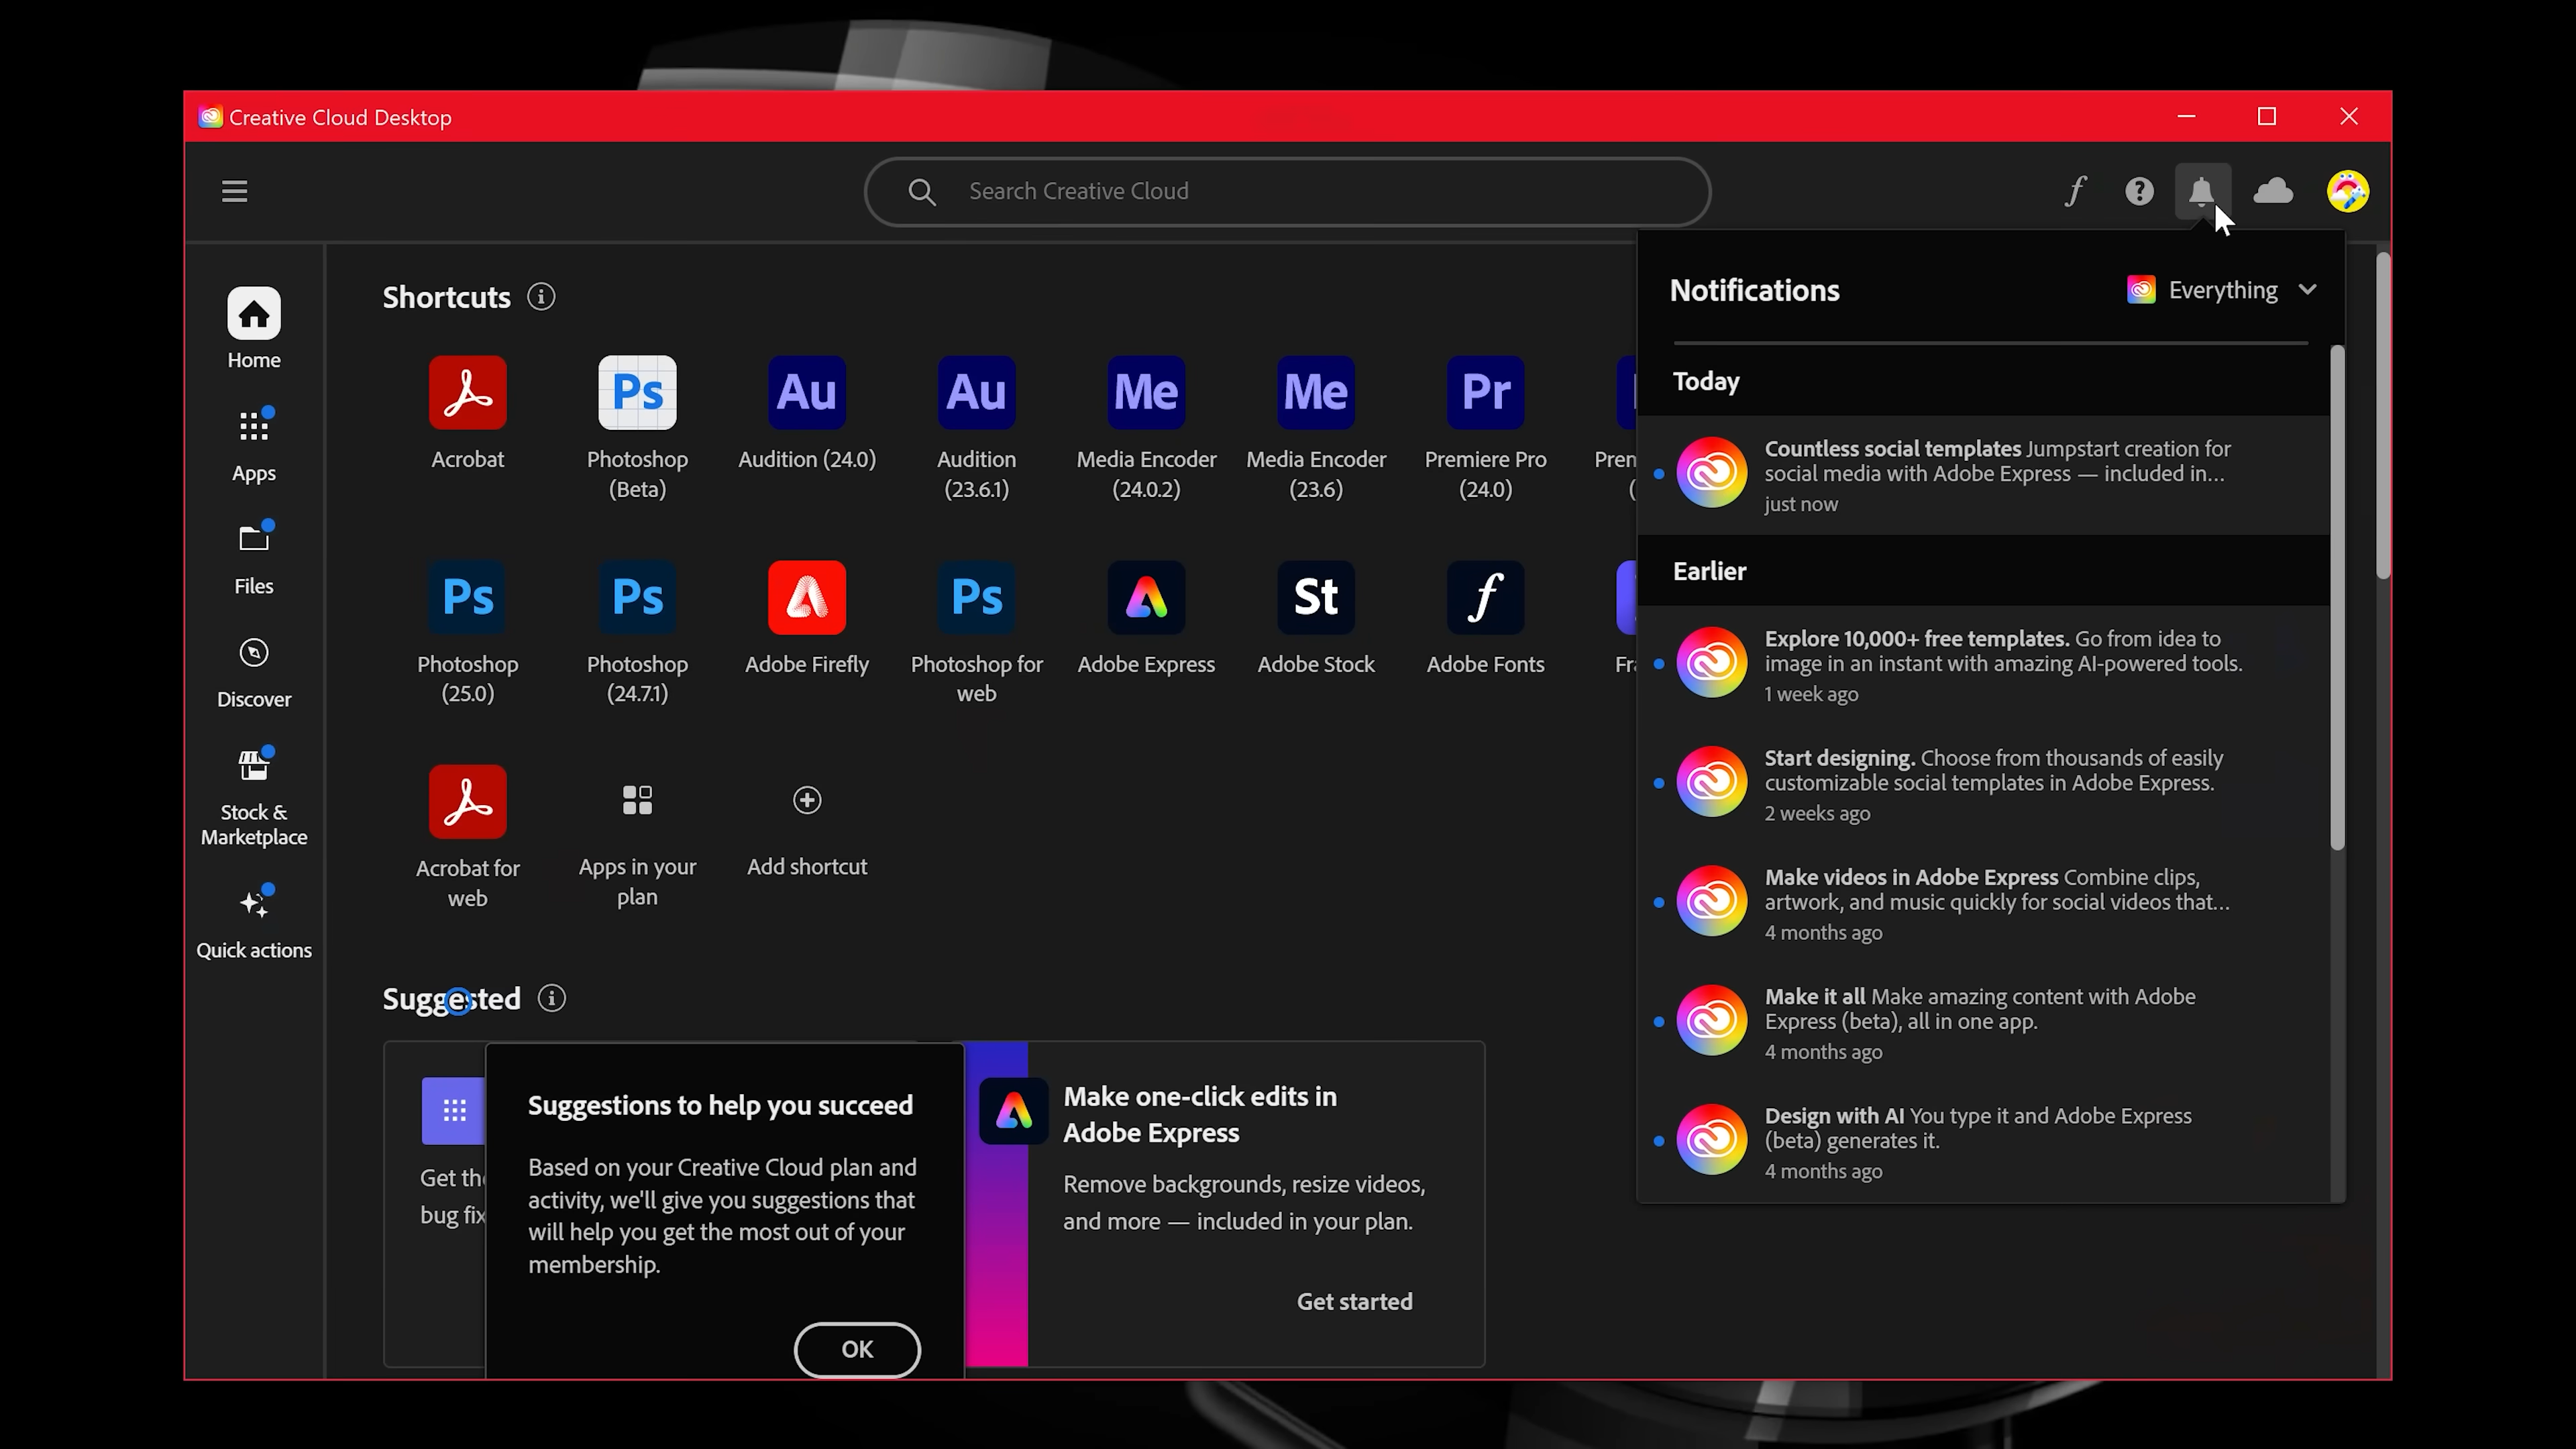 Creative Cloud Desktop
Search Creative Cloud
Home
Apps
Files
Discover
Stock &
Marketplace
Quick actions
Shortcuts
Acrobat
Ps
Photoshop
(Beta)
Au
Audition (24.0)
Au
Audition
(23.6.1)
Me
Media Encoder
(24.0.2)
Me
Media Encoder
(23.6)
Pr
Premiere Pro
(24.0)
Prem
(
Ps
Photoshop
(25.0)
Ps
Photoshop
(24.7.1)
Adobe Firefly
Ps
Photoshop for
web
Adobe Express
St
Adobe Stock
f
Adobe Fonts
Fra
Acrobat for
web
Apps in your
plan
Add shortcut
Suggested
Get the
bug fix
Suggestions to help you succeed
Based on your Creative Cloud plan and
activity, we'll give you suggestions that
will help you get the most out of your
membership.
OK
Make one-click edits in
Adobe Express
Remove backgrounds, resize videos,
and more — included in your plan.
Get started
Notifications
Everything
Today
Countless social templates Jumpstart creation for
social media with Adobe Express — included in...
just now
Earlier
Explore 10,000+ free templates. Go from idea to
image in an instant with amazing AI-powered tools.
1 week ago
Start designing. Choose from thousands of easily
customizable social templates in Adobe Express.
2 weeks ago
Make videos in Adobe Express Combine clips,
artwork, and music quickly for social videos that...
4 months ago
Make it all Make amazing content with Adobe
Express (beta), all in one app.
4 months ago
Design with AI You type it and Adobe Express
(beta) generates it.
4 months ago